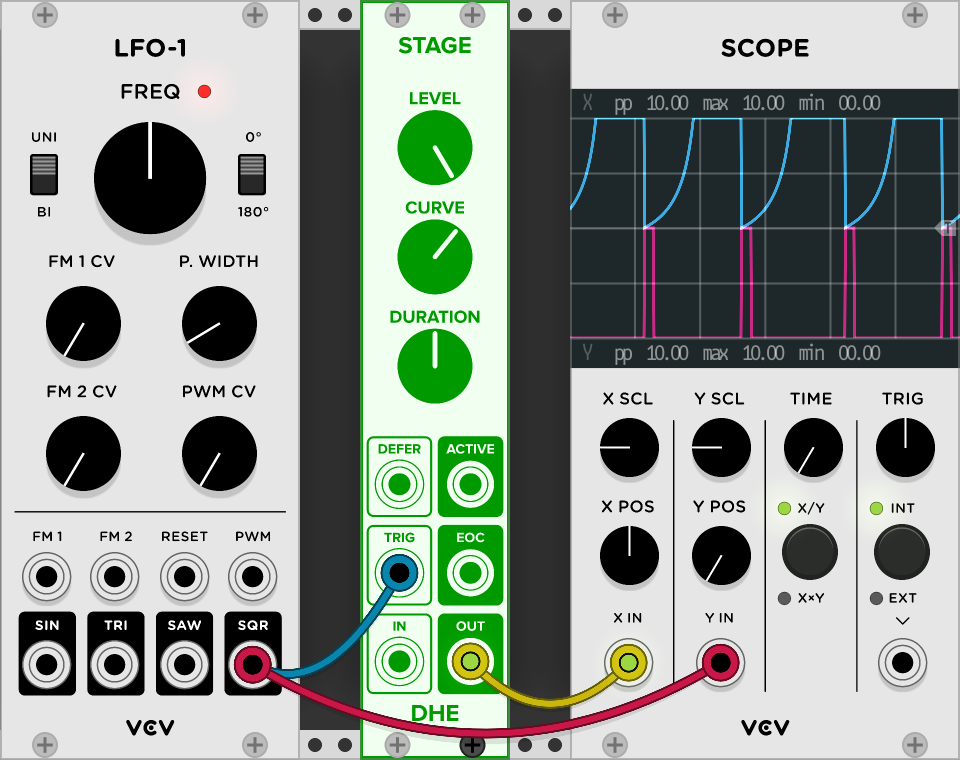 LFO-1
FREQ
UNI
0°
BI
180°
FM 1 CV
P. WIDTH
FM 2 CV
PWM CV
FM 1
FM 2
RESET
PWM
SIN
TRI
SAW
SQR
VCV
STAGE
LEVEL
CURVE
DURATION
DEFER
ACTIVE
TRIG
EOC
IN
OUT
DHE
SCOPE
X pp 10.00 max 10.00 min 00.00
T
Y pp 10.00 max 10.00 min 00.00
X SCL
Y SCL
TIME
TRIG
X POS
Y POS
X/Y
INT
X×Y
EXT
X IN
Y IN
VCV